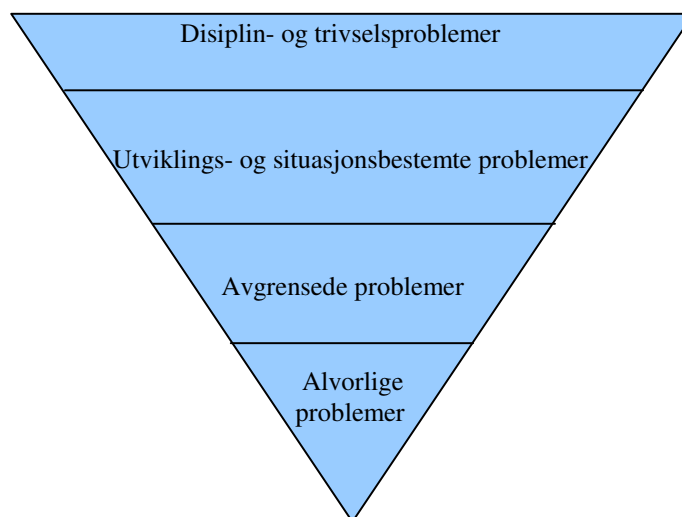 Disiplin- og trivselsproblemer
Utviklings- og situasjonsbestemte problemer
Avgrensede problemer
Alvorlige
problemer